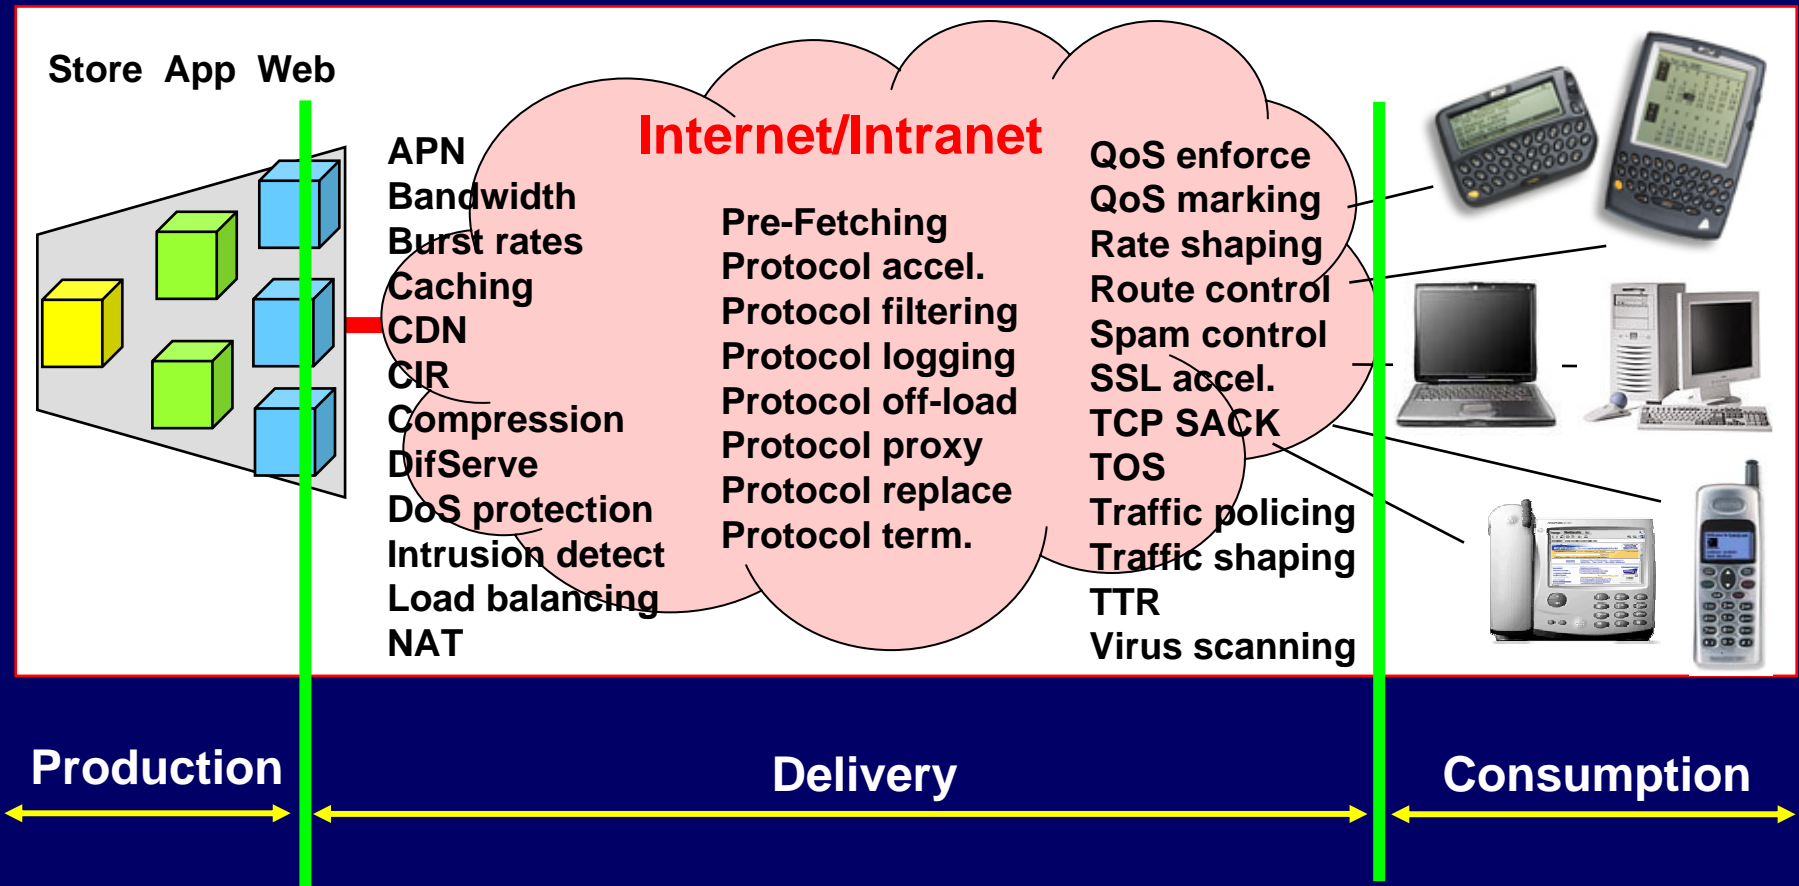 Store App Web
Internet/Intranet
APN
Bandwidth
Burst rates
Caching
CDN
CIR
Compression
DifServe
DoS protection
Intrusion detect
Load balancing
NAT
Pre-Fetching
Protocol accel.
Protocol filtering
Protocol logging
Protocol off-load
Protocol proxy
Protocol replace
Protocol term.
QoS enforce
QoS marking
Rate shaping
Route control
Spam control
SSL accel.
TCP SACK
TOS
Traffic policing
Traffic shaping
TTR
Virus scanning
Production
Delivery
Consumption